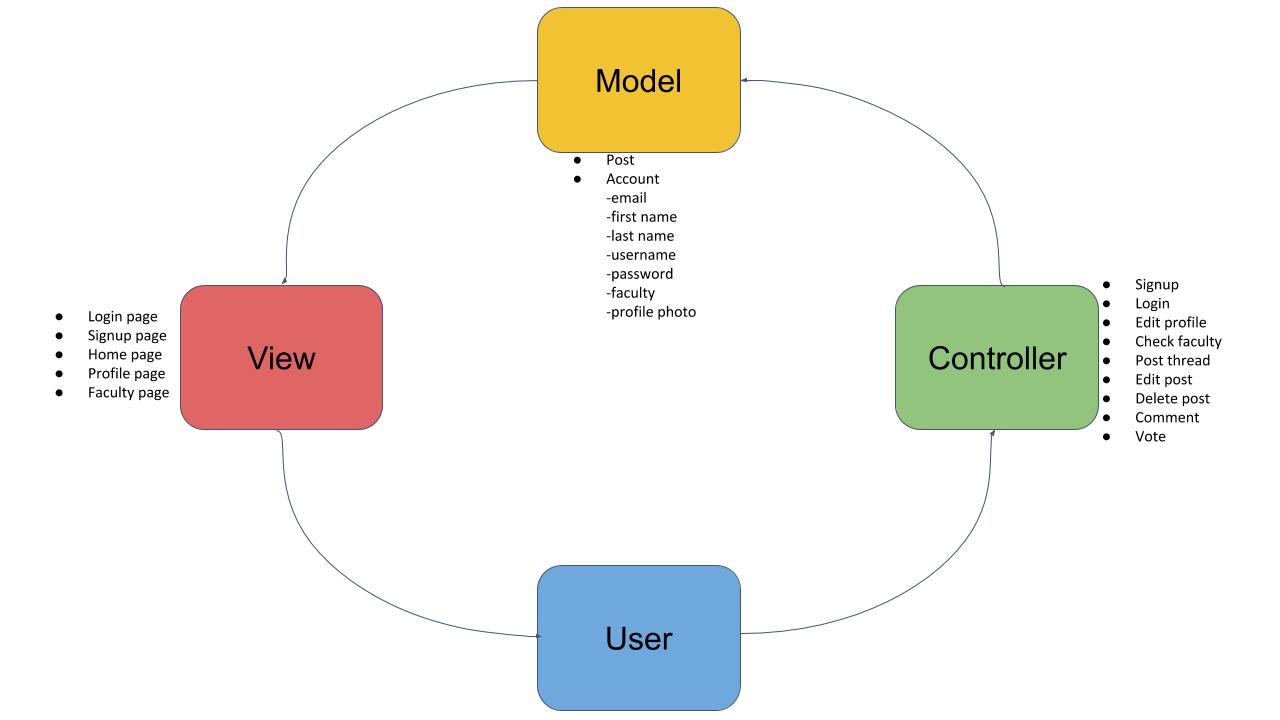 Model
● Post
● Account
-email
-first name
-last name
-username
-password
-faculty
-profile photo
View
● Login page
● Signup page
● Home page
● Profile page
● Faculty page
Controller
● Signup
● Login
● Edit profile
● Check faculty
● Post thread
● Edit post
● Delete post
● Comment
● Vote
User